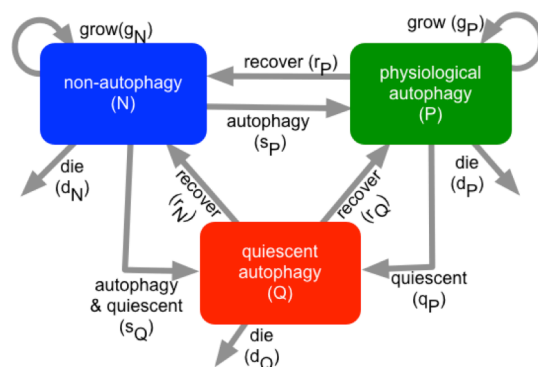 grow(gN)
grow (gP)
non-autophagy
(N)
recover (rP)
physiological
autophagy
(P)
autophagy
(sP)
die
(dN)
die
(dP)
recover
(rN)
recover
(rQ)
quiescent
autophagy
(Q)
autophagy
& quiescent
(sQ)
quiescent
(qP)
die
(dQ)